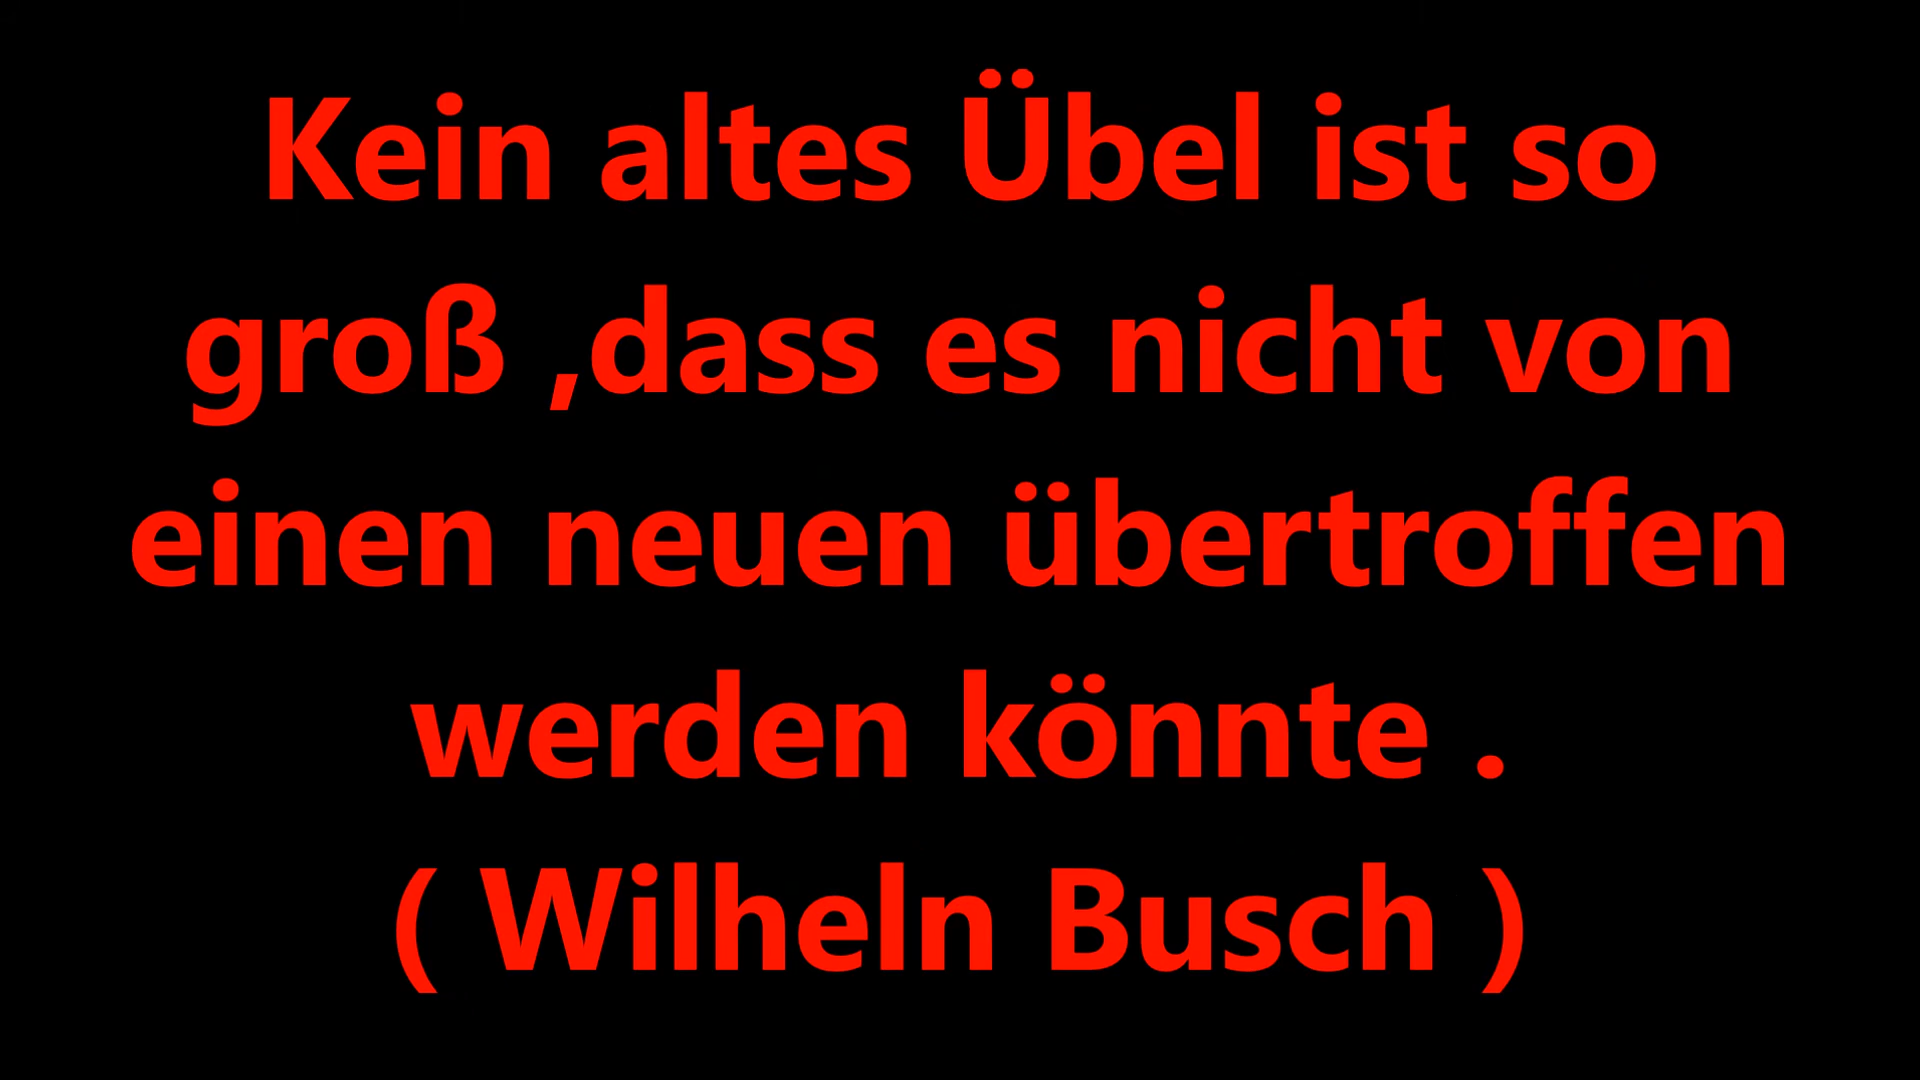 Kein altes Übel ist so
groß ,dass es nicht von
einen neuen übertroffen
werden könnte .
( Wilheln Busch )